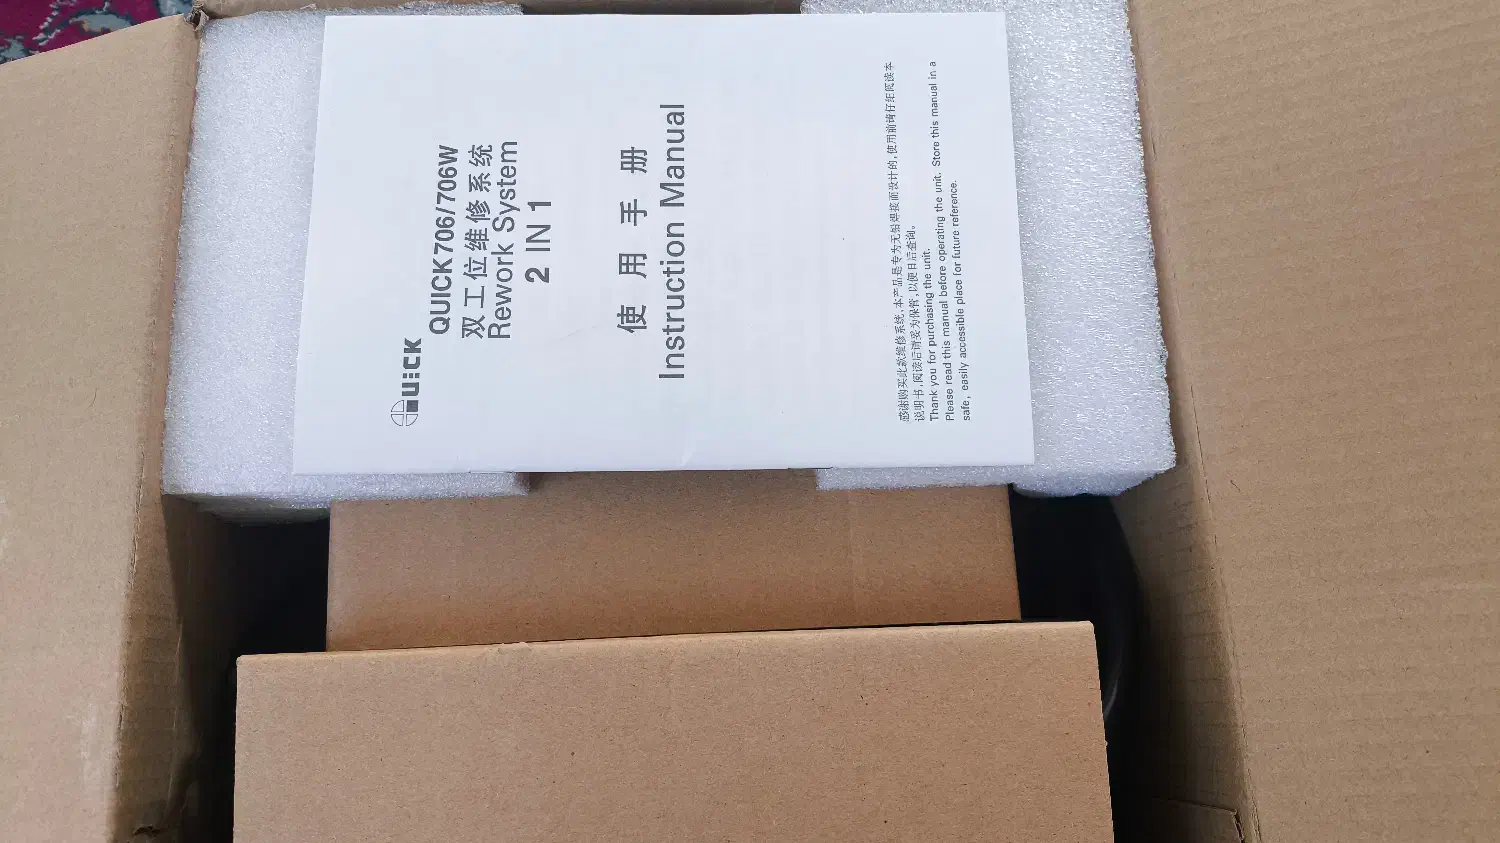 QUICK
QUICK706/706W
双工位维修系统
Rework System
2 IN 1
使用手册
Instruction Manual
感谢购买此款维修系统,本产品是专为无铅焊接而设计的,使用前请仔细阅读本
说明书,阅读后请妥为保管,以便日后查询。
Thank you for purchasing the unit.
Please read this manual before operating the unit. Store this manual in a
safe, easily accessible place for future reference.